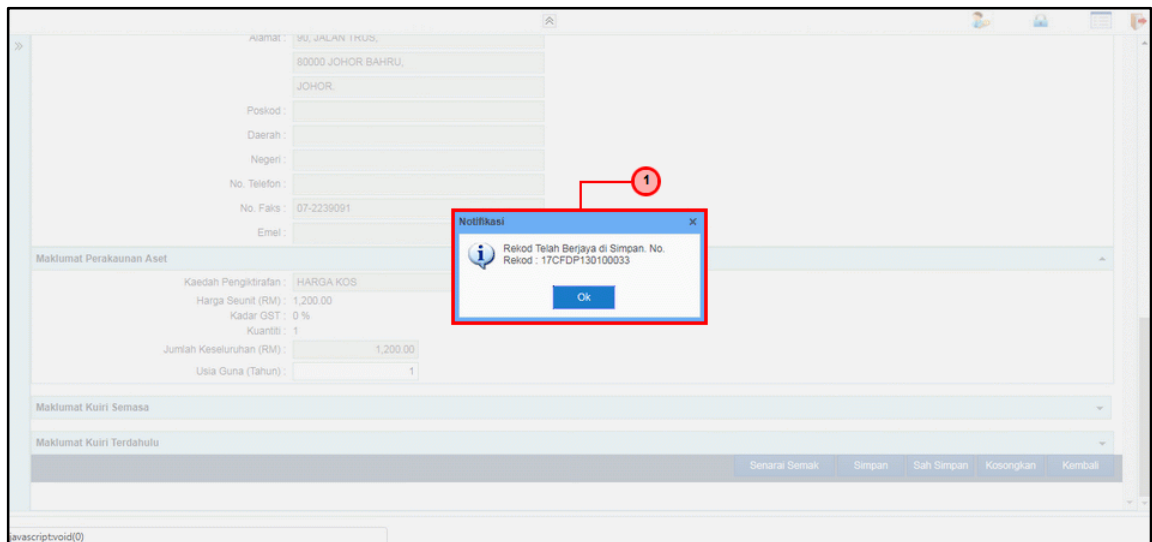 Alamat : 90, JALAN TRUS,
80000 JOHOR BAHRU,
JOHOR.
Poskod :
Daerah :
Negeri :
No. Telefon :
No. Faks : 07-2239091
Emel :
1
Notifikasi x
Rekod Telah Berjaya di Simpan. No.
Rekod : 17CFDP130100033
Ok
Maklumat Perakaunan Aset
Kaedah Pengiktirafan : HARGA KOS
Harga Seunit (RM) : 1,200.00
Kadar GST : 0 %
Kuantiti : 1
Jumlah Keseluruhan (RM) : 1,200.00
Usia Guna (Tahun) : 1
Maklumat Kuiri Semasa
Maklumat Kuiri Terdahulu
Senarai Semak Simpan Sah Simpan Kosongkan Kembali
javascript:void(0)